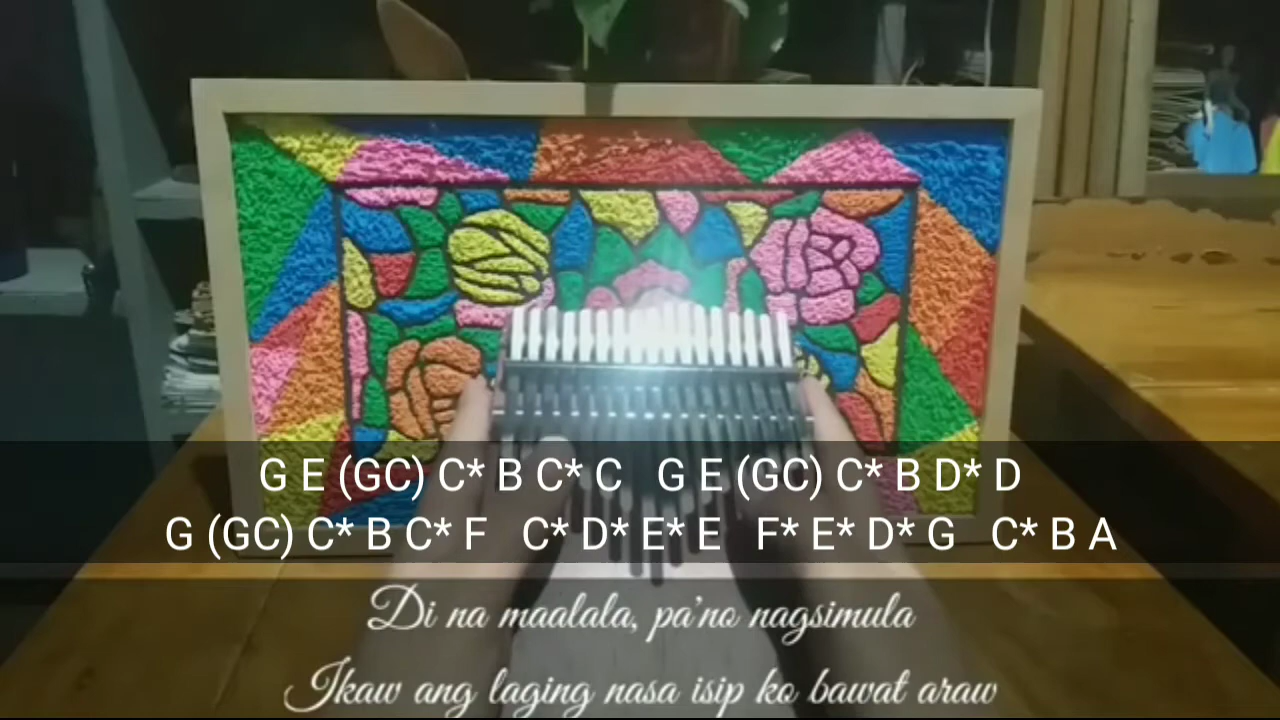 G E (GC) C* B C* C G E (GC) C* B D* D
G (GC) C* B C* F C* D* E* E F* E* D* G C* B A
Di na maalala, pa'no nagsimula
Ikaw ang laging nasa isip ko bawat araw